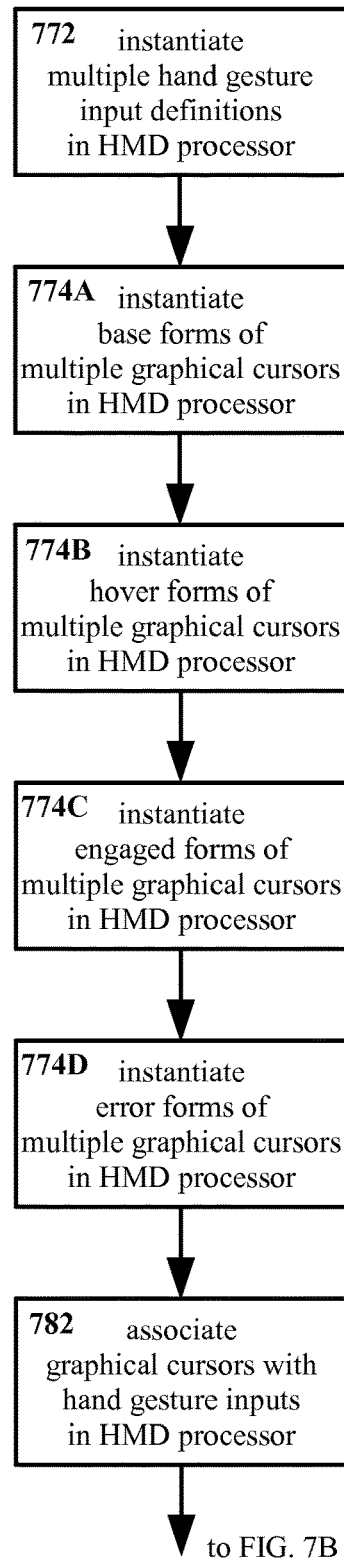 772 instantiate
multiple hand gesture
input definitions
in HMD processor
774A instantiate
base forms of
multiple graphical cursors
in HMD processor
774B instantiate
hover forms of
multiple graphical cursors
in HMD processor
774C instantiate
engaged forms of
multiple graphical cursors
in HMD processor
774D instantiate
error forms of
multiple graphical cursors
in HMD processor
782 associate
graphical cursors with
hand gesture inputs
in HMD processor
to FIG. 7B